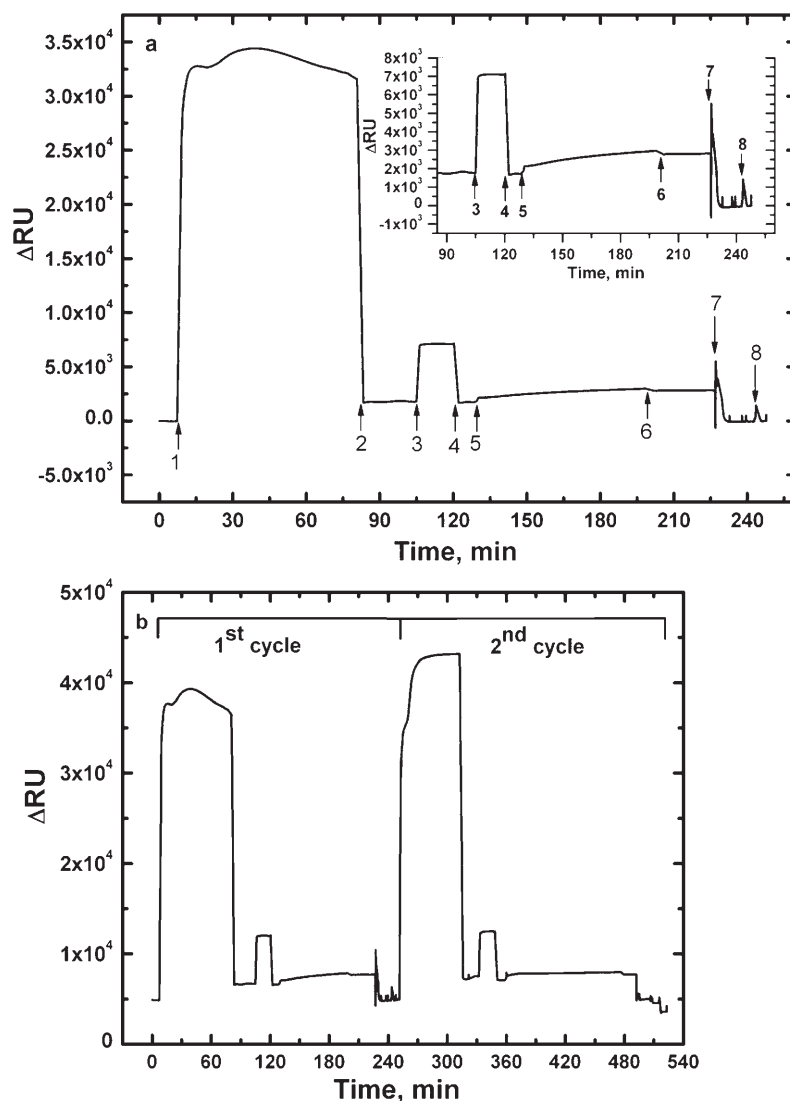 a
3.5x10⁴
3.0x10⁴
2.5x10⁴
2.0x10⁴
1.5x10⁴
1.0x10⁴
5.0x10³
0.0
-5.0x10³
ΔRU
0 30 60 90 120 150 180 210 240
Time, min
1 2 3 4 5 6 7 8
8x10³
7x10³
6x10³
5x10³
4x10³
3x10³
2x10³
1x10³
0
-1x10³
ΔRU
90 120 150 180 210 240
Time, min
3 4 5 6 7 8
b
1st cycle 2nd cycle
5x10⁴
4x10⁴
3x10⁴
2x10⁴
1x10⁴
0
ΔRU
0 60 120 180 240 300 360 420 480 540
Time, min